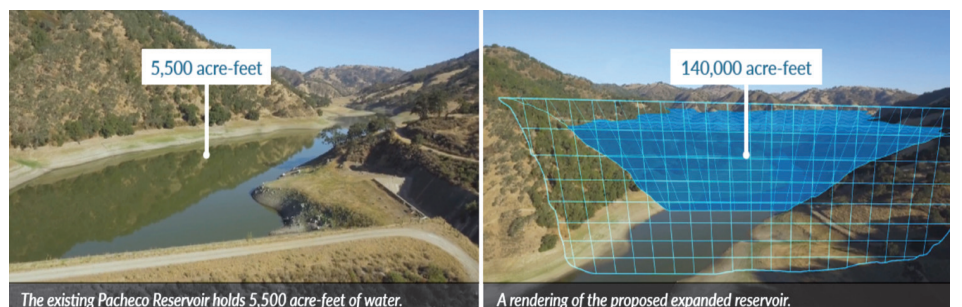 5,500 acre-feet
140,000 acre-feet
The existing Pacheco Reservoir holds 5,500 acre-feet of water.
A rendering of the proposed expanded reservoir.